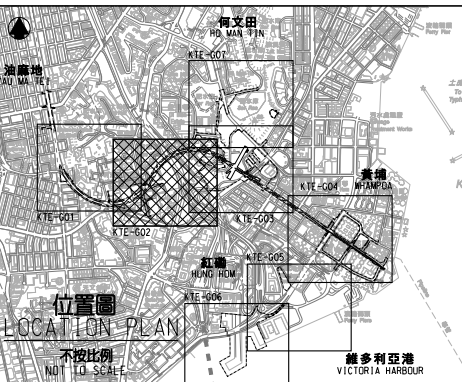 何文田
HO MAN TIN
KTE-G07
油麻地
YAU MA TEI
黃埔
WHAMPOA
KTE-G04
KTE-G01
KTE-G02
KTE-G03
紅磡
HUNG HOM
KTE-G05
KTE-G06
位置圖
LOCATION PLAN
不按比例
NOT TO SCALE
維多利亞港
VICTORIA HARBOUR